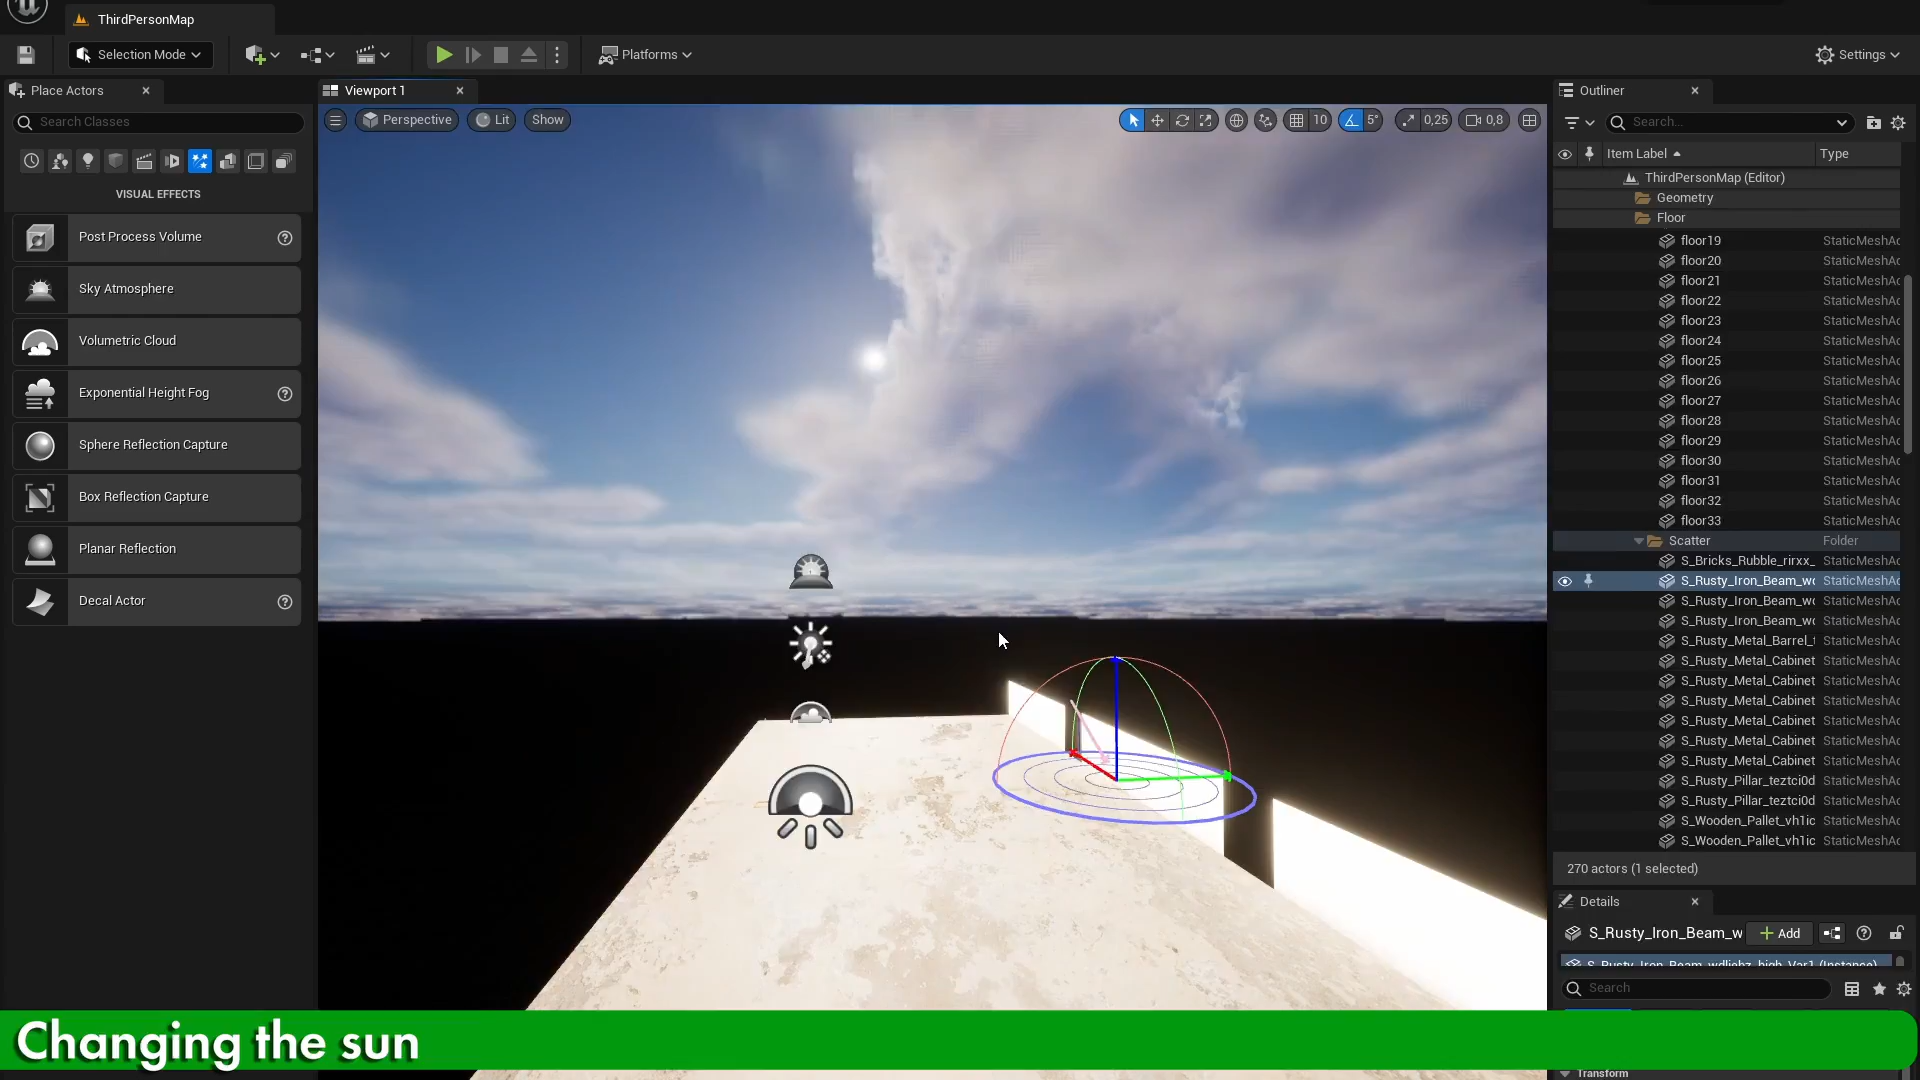 ThirdPersonMap
Selection Mode
Platforms
Settings
Place Actors
Viewport 1
Outliner
Search Classes
Perspective
Lit
Show
10
5°
0,25
0,8
Search...
Item Label
Type
VISUAL EFFECTS
ThirdPersonMap (Editor)
Geometry
Floor
Post Process Volume
Sky Atmosphere
Volumetric Cloud
Exponential Height Fog
Sphere Reflection Capture
Box Reflection Capture
Planar Reflection
Decal Actor
floor19 StaticMeshAc
floor20 StaticMeshAc
floor21 StaticMeshAc
floor22 StaticMeshAc
floor23 StaticMeshAc
floor24 StaticMeshAc
floor25 StaticMeshAc
floor26 StaticMeshAc
floor27 StaticMeshAc
floor28 StaticMeshAc
floor29 StaticMeshAc
floor30 StaticMeshAc
floor31 StaticMeshAc
floor32 StaticMeshAc
floor33 StaticMeshAc
Scatter Folder
S_Bricks_Rubble_rirxx_ StaticMeshAc
S_Rusty_Iron_Beam_wc StaticMeshAc
S_Rusty_Iron_Beam_wc StaticMeshAc
S_Rusty_Iron_Beam_wc StaticMeshAc
S_Rusty_Metal_Barrel_t StaticMeshAc
S_Rusty_Metal_Cabinet StaticMeshAc
S_Rusty_Metal_Cabinet StaticMeshAc
S_Rusty_Metal_Cabinet StaticMeshAc
S_Rusty_Metal_Cabinet StaticMeshAc
S_Rusty_Metal_Cabinet StaticMeshAc
S_Rusty_Metal_Cabinet StaticMeshAc
S_Rusty_Pillar_teztci0d StaticMeshAc
S_Rusty_Pillar_teztci0d StaticMeshAc
S_Wooden_Pallet_vh1ic StaticMeshAc
S_Wooden_Pallet_vh1ic StaticMeshAc
270 actors (1 selected)
Details
S_Rusty_Iron_Beam_w
Add
Search
Changing the sun
Transform